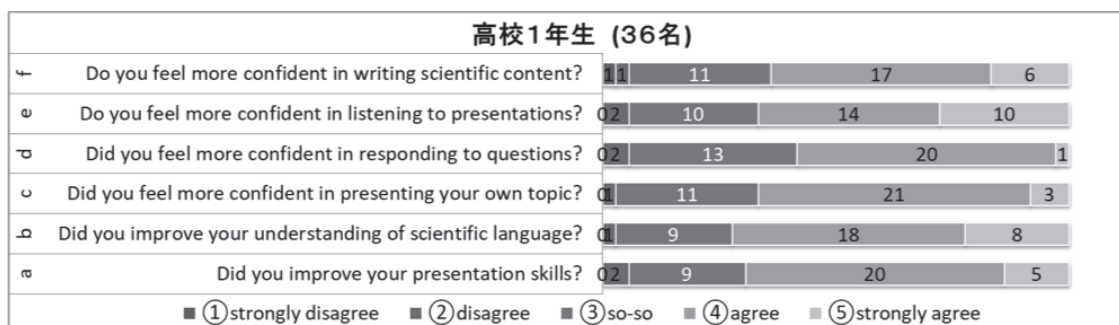 高校1年生 (36名)
f Do you feel more confident in writing scientific content? 1 1 11 17 6
e Do you feel more confident in listening to presentations? 0 2 10 14 10
d Did you feel more confident in responding to questions? 0 2 13 20 1
c Did you feel more confident in presenting your own topic? 0 1 11 21 3
b Did you improve your understanding of scientific language? 0 1 9 18 8
a Did you improve your presentation skills? 0 2 9 20 5
①strongly disagree ②disagree ③so-so ④agree ⑤strongly agree